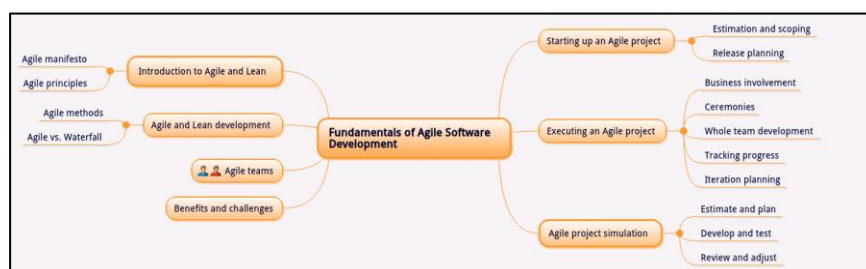 Fundamentals of Agile Software
Development
Introduction to Agile and Lean
Agile manifesto
Agile principles
Agile and Lean development
Agile methods
Agile vs. Waterfall
Agile teams
Benefits and challenges
Starting up an Agile project
Estimation and scoping
Release planning
Executing an Agile project
Business involvement
Ceremonies
Whole team development
Tracking progress
Iteration planning
Agile project simulation
Estimate and plan
Develop and test
Review and adjust